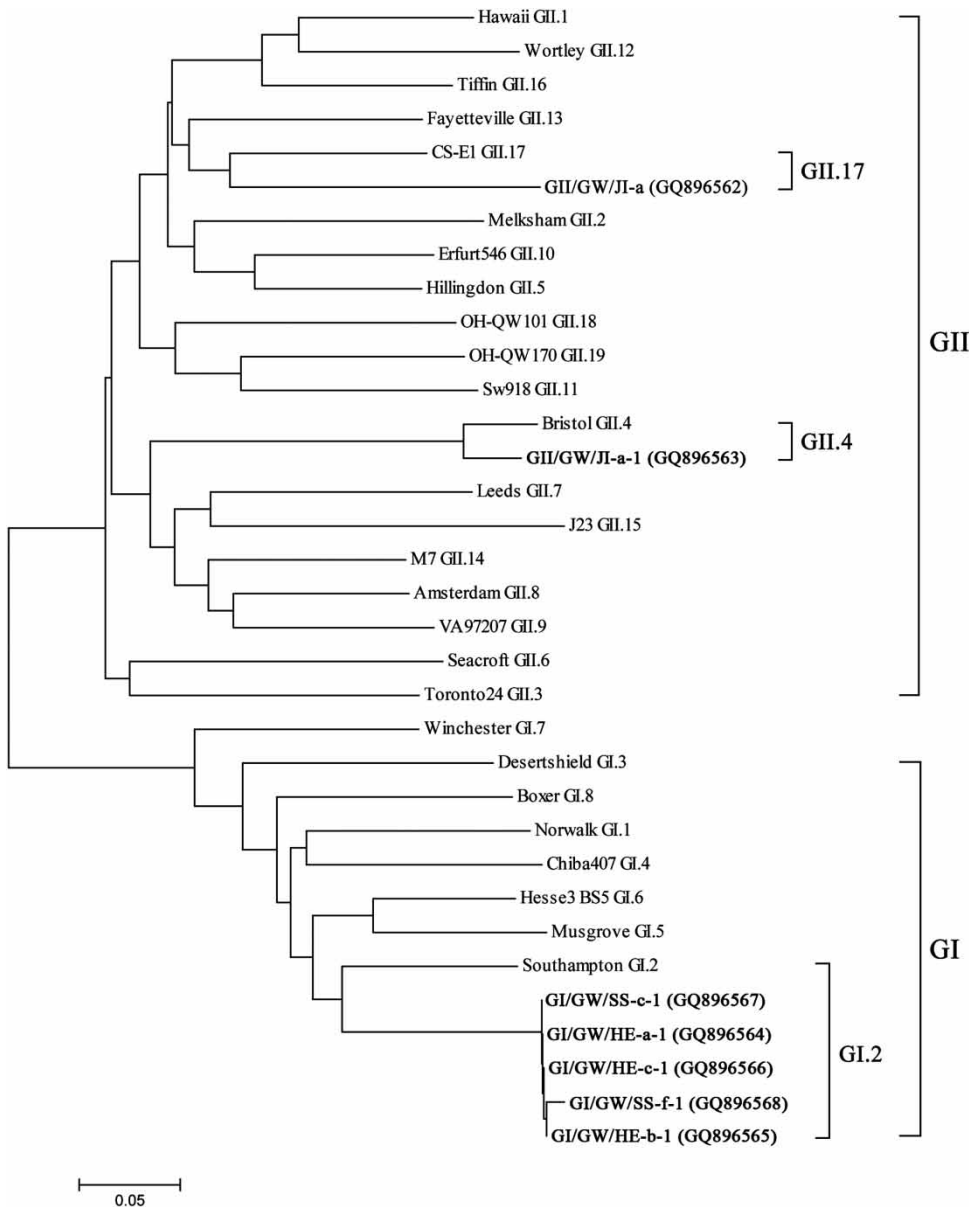 Hawaii GII.1
Wortley GII.12
Tiffin GII.16
Fayetteville GII.13
CS-E1 GII.17
GII/GW/JI-a (GQ896562)
GII.17
Melksham GII.2
Erfurt546 GII.10
Hillingdon GII.5
OH-QW101 GII.18
OH-QW170 GII.19
Sw918 GII.11
GII
Bristol GII.4
GII/GW/JI-a-1 (GQ896563)
GII.4
Leeds GII.7
J23 GII.15
M7 GII.14
Amsterdam GII.8
VA97207 GII.9
Seacroft GII.6
Toronto24 GII.3
Winchester GI.7
Desertshield GI.3
Boxer GI.8
Norwalk GI.1
Chiba407 GI.4
Hesse3 BS5 GI.6
Musgrove GI.5
GI
Southampton GI.2
GI/GW/SS-c-1 (GQ896567)
GI/GW/HE-a-1 (GQ896564)
GI/GW/HE-c-1 (GQ896566)
GI/GW/SS-f-1 (GQ896568)
GI/GW/HE-b-1 (GQ896565)
GI.2
0.05